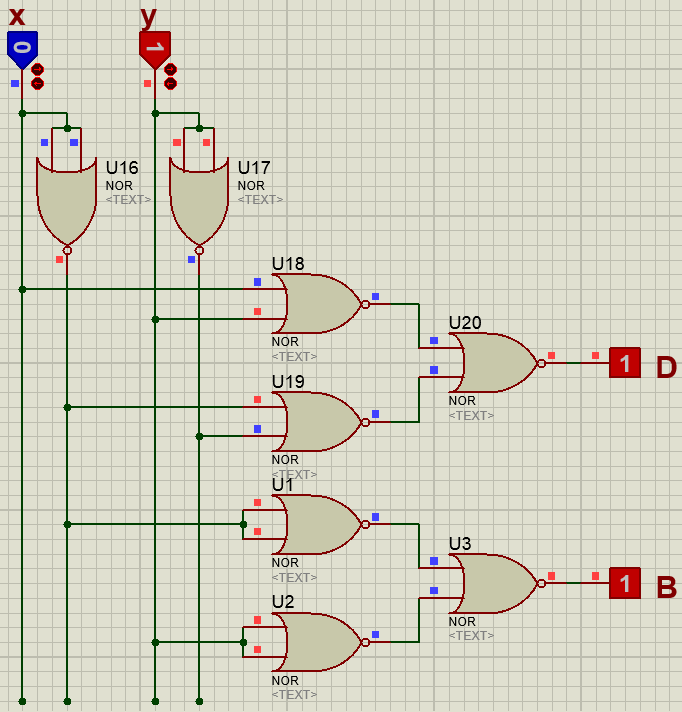 x
y
0
1
U16
NOR
<TEXT>
U17
NOR
<TEXT>
U18
NOR
<TEXT>
U20
NOR
<TEXT>
1
D
U19
NOR
<TEXT>
U1
NOR
<TEXT>
U3
NOR
<TEXT>
1
B
U2
NOR
<TEXT>